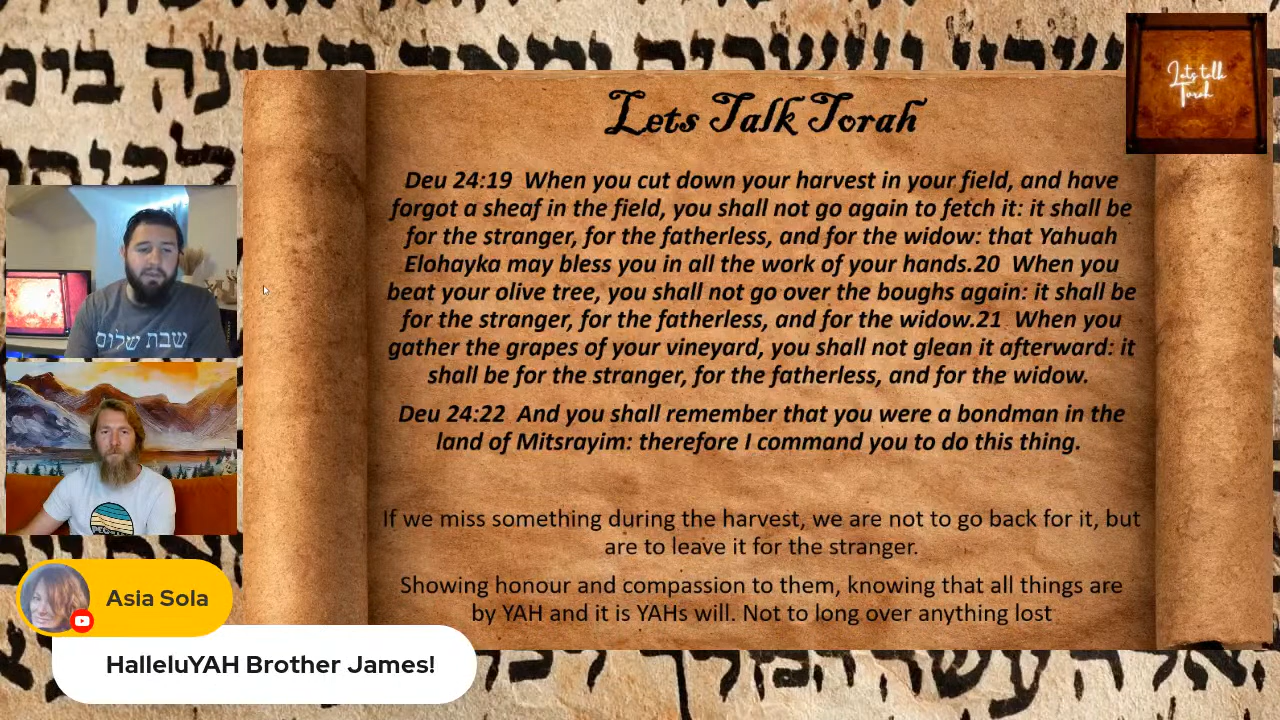 Lets Talk Torah
Lets talk
Torah
Deu 24:19 When you cut down your harvest in your field, and have
forgot a sheaf in the field, you shall not go again to fetch it: it shall be
for the stranger, for the fatherless, and for the widow: that Yahuah
Elohayka may bless you in all the work of your hands.20 When you
beat your olive tree, you shall not go over the boughs again: it shall be
for the stranger, for the fatherless, and for the widow.21 When you
gather the grapes of your vineyard, you shall not glean it afterward: it
shall be for the stranger, for the fatherless, and for the widow.
Deu 24:22 And you shall remember that you were a bondman in the
land of Mitsrayim: therefore I command you to do this thing.
If we miss something during the harvest, we are not to go back for it, but
are to leave it for the stranger.
Showing honour and compassion to them, knowing that all things are
by YAH and it is YAHs will. Not to long over anything lost
שבת שלום
Asia Sola
HalleluYAH Brother James!